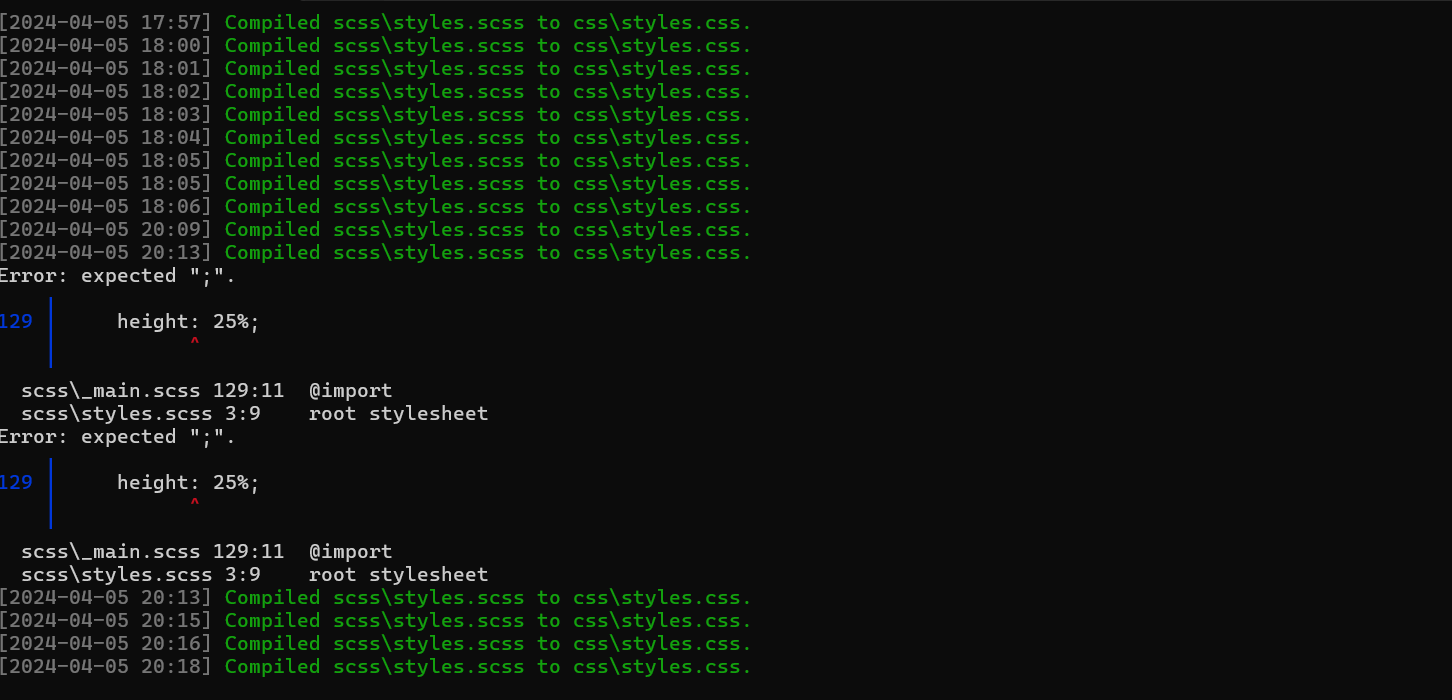 [2024-04-05 17:57] Compiled scss\styles.scss to css\styles.css.
[2024-04-05 18:00] Compiled scss\styles.scss to css\styles.css.
[2024-04-05 18:01] Compiled scss\styles.scss to css\styles.css.
[2024-04-05 18:02] Compiled scss\styles.scss to css\styles.css.
[2024-04-05 18:03] Compiled scss\styles.scss to css\styles.css.
[2024-04-05 18:04] Compiled scss\styles.scss to css\styles.css.
[2024-04-05 18:05] Compiled scss\styles.scss to css\styles.css.
[2024-04-05 18:05] Compiled scss\styles.scss to css\styles.css.
[2024-04-05 18:06] Compiled scss\styles.scss to css\styles.css.
[2024-04-05 20:09] Compiled scss\styles.scss to css\styles.css.
[2024-04-05 20:13] Compiled scss\styles.scss to css\styles.css.
Error: expected ";".
129 │     height: 25%;
    │           ^
scss\_main.scss 129:11  @import
scss\styles.scss 3:9    root stylesheet
Error: expected ";".
129 │     height: 25%;
    │           ^
scss\_main.scss 129:11  @import
scss\styles.scss 3:9    root stylesheet
[2024-04-05 20:13] Compiled scss\styles.scss to css\styles.css.
[2024-04-05 20:15] Compiled scss\styles.scss to css\styles.css.
[2024-04-05 20:16] Compiled scss\styles.scss to css\styles.css.
[2024-04-05 20:18] Compiled scss\styles.scss to css\styles.css.